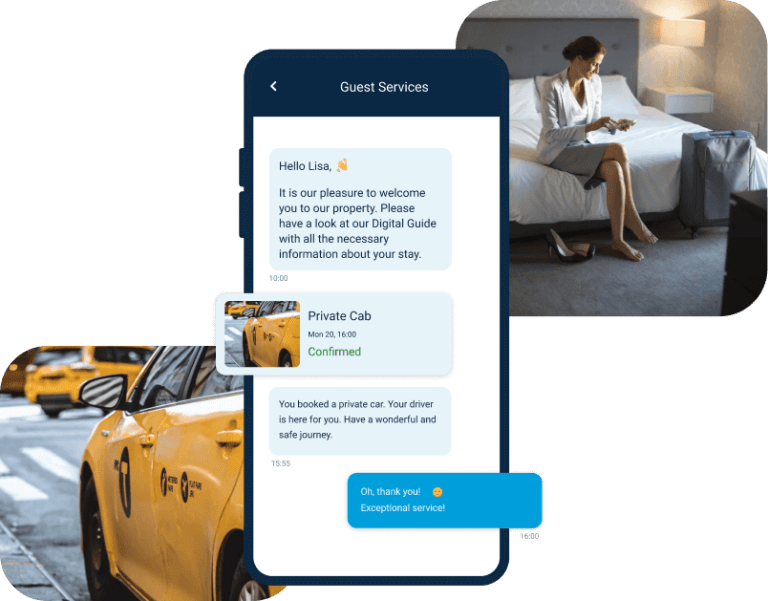 Guest Services
Hello Lisa, 👋
It is our pleasure to welcome
you to our property. Please
have a look at our Digital Guide
with all the necessary
information about your stay.
10:00
Private Cab
Mon 20, 16:00
Confirmed
You booked a private car. Your driver
is here for you. Have a wonderful and
safe journey.
15:55
Oh, thank you! 😊
Exceptional service!
16:00